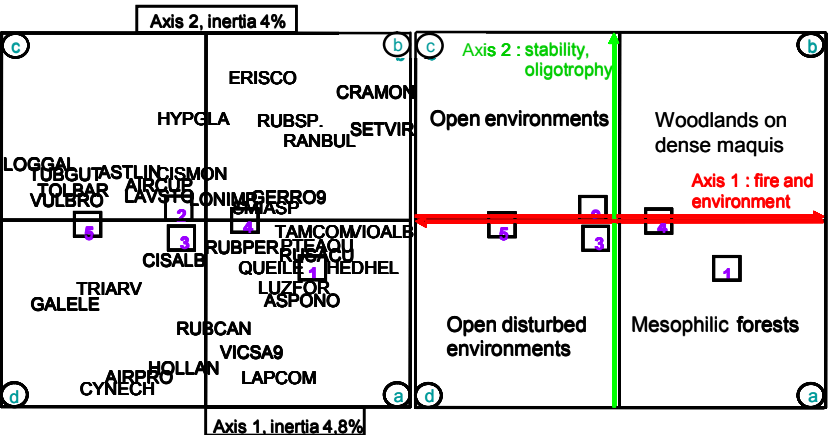 Axis 2, inertia 4%
c
b
ERISCO
CRAMON
HYPGLA
RUBSP.
SETVIR
RANBUL
LOGGAL
TUBGUT
ASTLIN
CISMON
TOLBAR
AIRCUP
VULBRO
LAVSTO
LONIMP
GERRO9
SMIASP
2
4
5
3
TAMCOM
VIOALB
RUBPER
PTEAQU
RUSACU
CISALB
QUEILE
1
HEDHEL
LUZFOR
ASPONO
TRIARV
GALELE
RUBCAN
VICSA9
HOLLAN
AIRPRO
LAPCOM
CYNECH
d
a
Axis 1, inertia 4.8%
c
Axis 2 : stability,
oligotrophy
b
Open environments
Woodlands on
dense maquis
Axis 1 : fire and
environment
2
4
5
3
1
Open disturbed
environments
Mesophilic forests
d
a